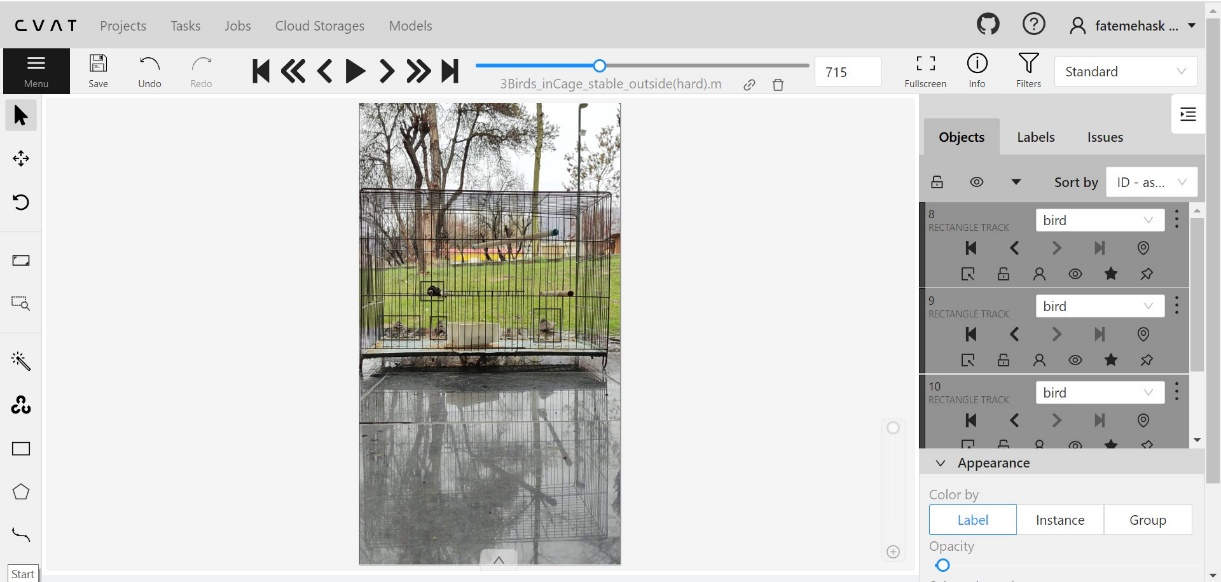 CVAT
Projects
Tasks
Jobs
Cloud Storages
Models
fatemehask ...
Menu
Save
Undo
Redo
3Birds_inCage_stable_outside(hard).m
715
Fullscreen
Info
Filters
Standard
Objects
Labels
Issues
Sort by
ID - as...
8
RECTANGLE TRACK
bird
9
RECTANGLE TRACK
bird
10
RECTANGLE TRACK
bird
Appearance
Color by
Label
Instance
Group
Opacity
Start